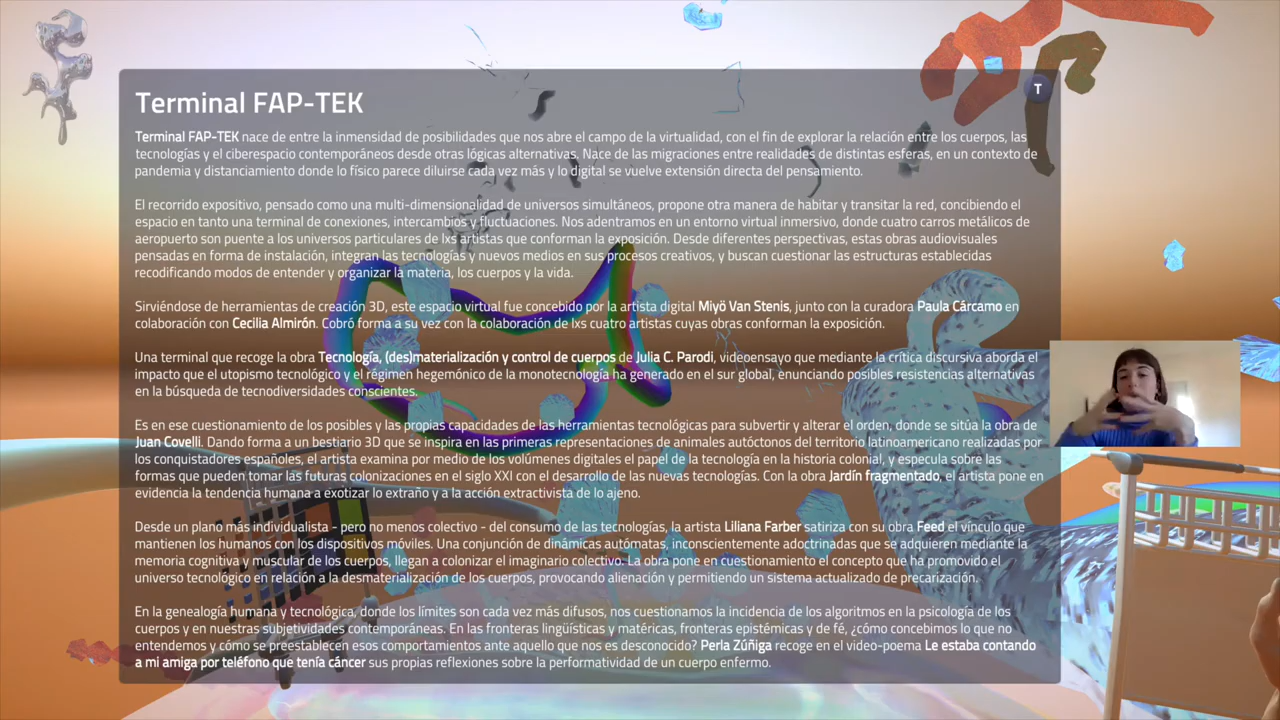 Terminal FAP-TEK
T
Terminal FAP-TEK nace de entre la inmensidad de posibilidades que nos abre el campo de la virtualidad, con el fin de explorar la relación entre los cuerpos, las
tecnologías y el ciberespacio contemporáneos desde otras lógicas alternativas. Nace de las migraciones entre realidades de distintas esferas, en un contexto de
pandemia y distanciamiento donde lo físico parece diluirse cada vez más y lo digital se vuelve extensión directa del pensamiento.
El recorrido expositivo, pensado como una multi-dimensionalidad de universos simultáneos, propone otra manera de habitar y transitar la red, concibiendo el
espacio en tanto una terminal de conexiones, intercambios y fluctuaciones. Nos adentramos en un entorno virtual inmersivo, donde cuatro carros metálicos de
aeropuerto son puente a los universos particulares de lxs artistas que conforman la exposición. Desde diferentes perspectivas, estas obras audiovisuales
pensadas en forma de instalación, integran las tecnologías y nuevos medios en sus procesos creativos, y buscan cuestionar las estructuras establecidas
recodificando modos de entender y organizar la materia, los cuerpos y la vida.
Sirviéndose de herramientas de creación 3D, este espacio virtual fue concebido por la artista digital Miyö Van Stenis, junto con la curadora Paula Cárcamo en
colaboración con Cecilia Almirón. Cobró forma a su vez con la colaboración de lxs cuatro artistas cuyas obras conforman la exposición.
Una terminal que recoge la obra Tecnología, (des)materialización y control de cuerpos de Julia C. Parodi, videoensayo que mediante la crítica discursiva aborda el
impacto que el utopismo tecnológico y el régimen hegemónico de la monotecnología ha generado en el sur global, enunciando posibles resistencias alternativas
en la búsqueda de tecnodiversidades conscientes.
Es en ese cuestionamiento de los posibles y las propias capacidades de las herramientas tecnológicas para subvertir y alterar el orden, donde se sitúa la obra de
Juan Covelli. Dando forma a un bestiario 3D que se inspira en las primeras representaciones de animales autóctonos del territorio latinoamericano realizadas por
los conquistadores españoles, el artista examina por medio de los volúmenes digitales el papel de la tecnología en la historia colonial, y especula sobre las
formas que pueden tomar las futuras colonizaciones en el siglo XXI con el desarrollo de las nuevas tecnologías. Con la obra Jardín fragmentado, el artista pone en
evidencia la tendencia humana a exotizar lo extraño y a la acción extractivista de lo ajeno.
Desde un plano más individualista - pero no menos colectivo - del consumo de las tecnologías, la artista Liliana Farber satiriza con su obra Feed el vínculo que
mantienen los humanos con los dispositivos móviles. Una conjunción de dinámicas autómatas, inconscientemente adoctrinadas que se adquieren mediante la
memoria cognitiva y muscular de los cuerpos, llegan a colonizar el imaginario colectivo. La obra pone en cuestionamiento el concepto que ha promovido el
universo tecnológico en relación a la desmaterialización de los cuerpos, provocando alienación y permitiendo un sistema actualizado de precarización.
En la genealogía humana y tecnológica, donde los límites son cada vez más difusos, nos cuestionamos la incidencia de los algoritmos en la psicología de los
cuerpos y en nuestras subjetividades contemporáneas. En las fronteras lingüísticas y matéricas, fronteras epistémicas y de fé, ¿cómo concebimos lo que no
entendemos y cómo se preestablecen esos comportamientos ante aquello que nos es desconocido? Perla Zúñiga recoge en el video-poema Le estaba contando
a mi amiga por teléfono que tenía cáncer sus propias reflexiones sobre la performatividad de un cuerpo enfermo.